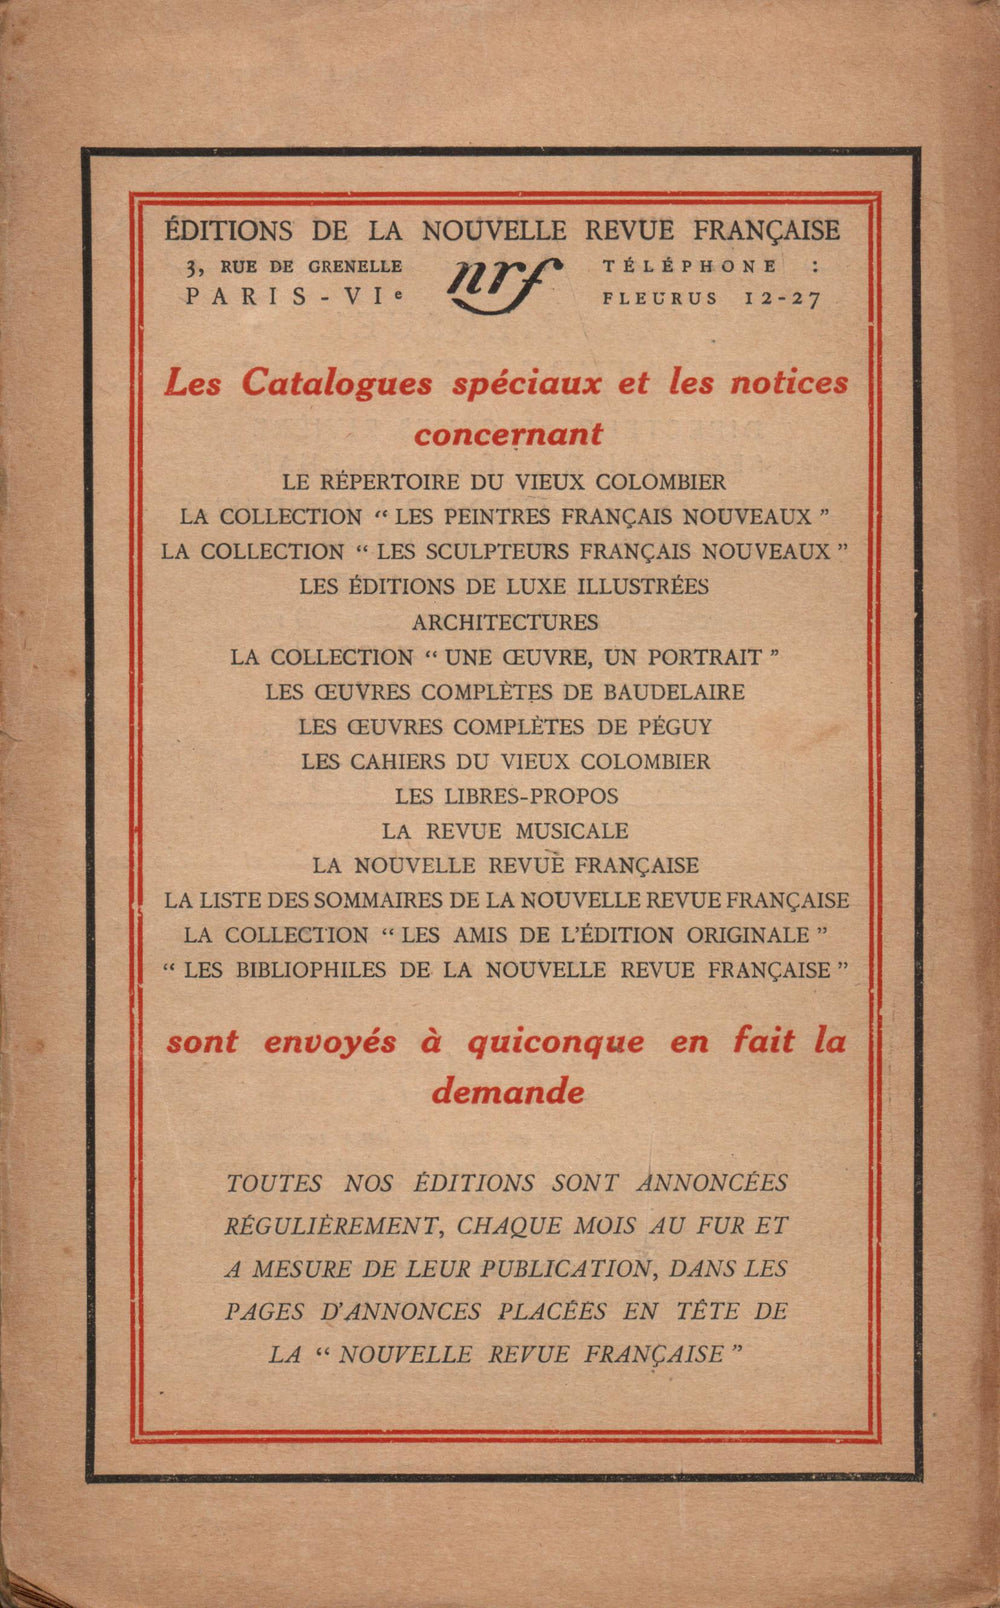 ÉDITIONS DE LA NOUVELLE REVUE FRANÇAISE
3, RUE DE GRENELLE
PARIS-VIe
nrf
TÉLÉPHONE :
FLEURUS 12-27
Les Catalogues spéciaux et les notices
concernant
LE RÉPERTOIRE DU VIEUX COLOMBIER
LA COLLECTION “ LES PEINTRES FRANÇAIS NOUVEAUX ”
LA COLLECTION “ LES SCULPTEURS FRANÇAIS NOUVEAUX ”
LES ÉDITIONS DE LUXE ILLUSTRÉES
ARCHITECTURES
LA COLLECTION “ UNE ŒUVRE, UN PORTRAIT ”
LES ŒUVRES COMPLÈTES DE BAUDELAIRE
LES ŒUVRES COMPLÈTES DE PÉGUY
LES CAHIERS DU VIEUX COLOMBIER
LES LIBRES-PROPOS
LA REVUE MUSICALE
LA NOUVELLE REVUE FRANÇAISE
LA LISTE DES SOMMAIRES DE LA NOUVELLE REVUE FRANÇAISE
LA COLLECTION “ LES AMIS DE L’ÉDITION ORIGINALE ”
“ LES BIBLIOPHILES DE LA NOUVELLE REVUE FRANÇAISE ”
sont envoyés à quiconque en fait la
demande
TOUTES NOS ÉDITIONS SONT ANNONCÉES
RÉGULIÈREMENT, CHAQUE MOIS AU FUR ET
A MESURE DE LEUR PUBLICATION, DANS LES
PAGES D’ANNONCES PLACÉES EN TÊTE DE
LA “ NOUVELLE REVUE FRANÇAISE ”